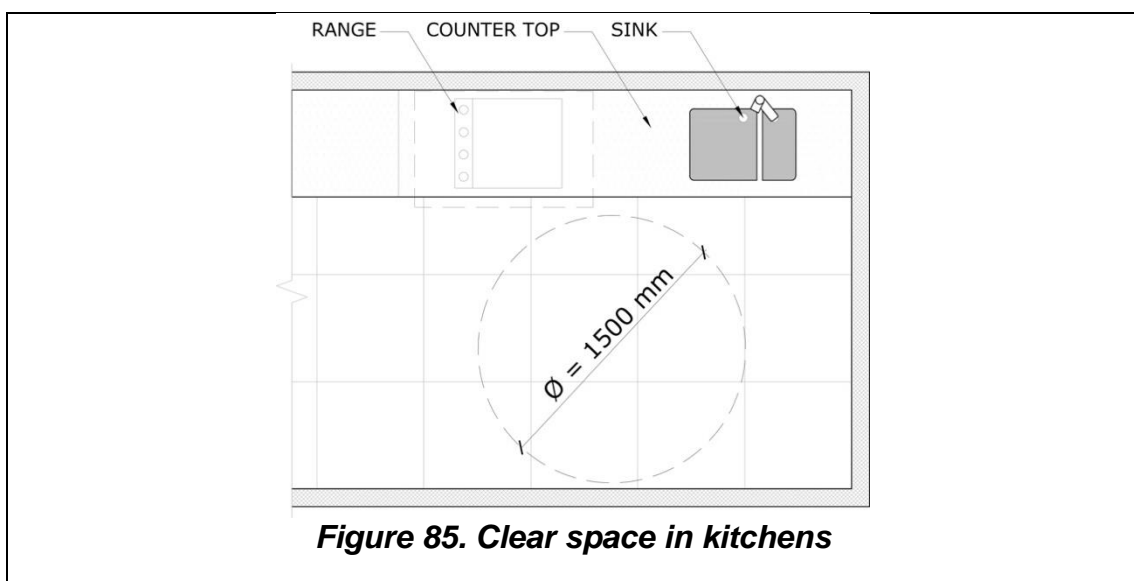 RANGE COUNTER TOP SINK
Ø = 1500 mm
Figure 85. Clear space in kitchens